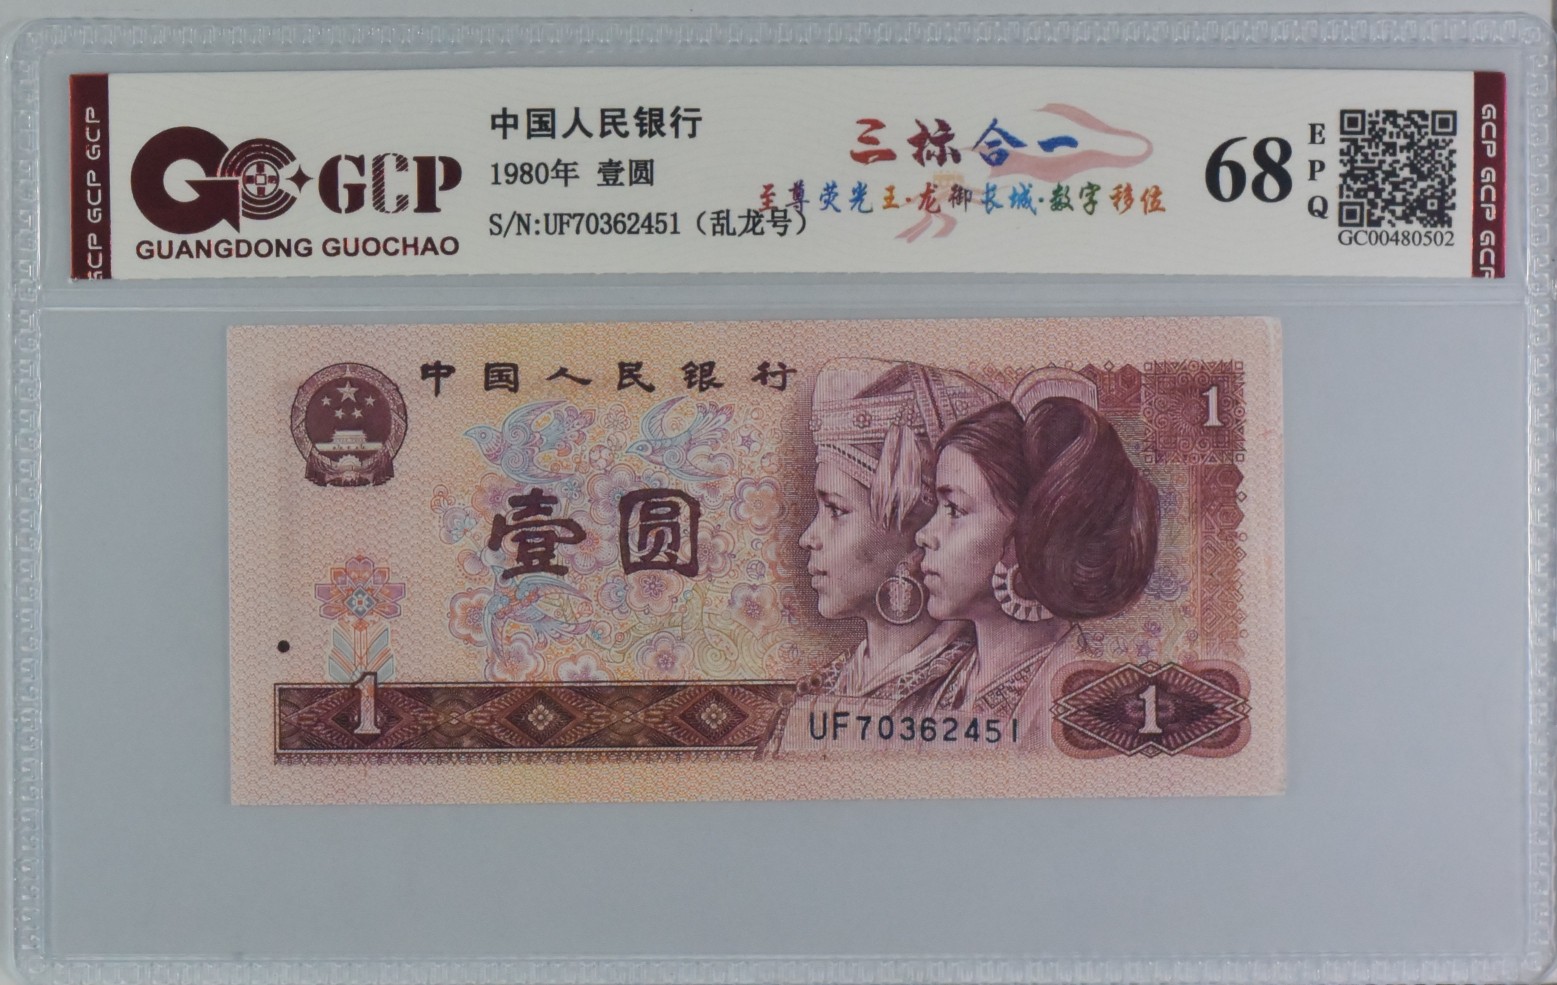 GCP GCP GCP
GCP
GUANGDONG GUOCHAO
中国人民银行
1980年 壹圆
S/N:UF70362451（乱龙号）
三标合一
至尊荧光王·龙御长城·数字移位
68
EPQ
GC00480502
GCP GCP GCP
中国人民银行
1
壹圆
1
UF70362451
1